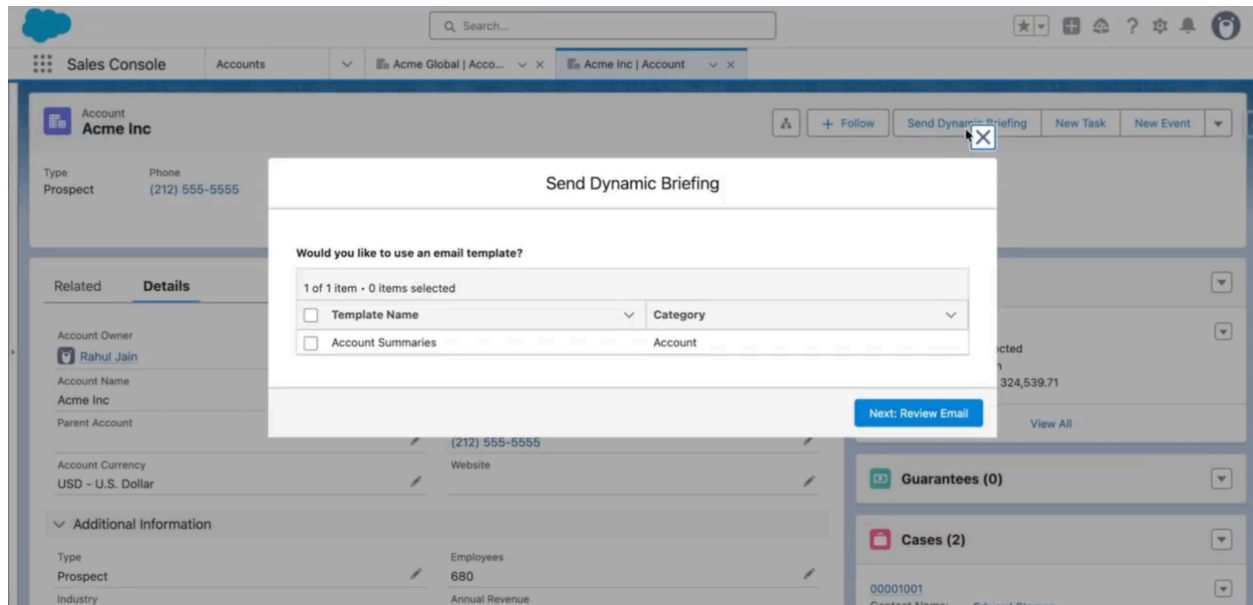 Search...
Sales Console
Accounts
Acme Global | Acco...
Acme Inc | Account
Account
Acme Inc
+ Follow
Send Dynamic Briefing
New Task
New Event
Type
Prospect
Phone
(212) 555-5555
Send Dynamic Briefing
Would you like to use an email template?
1 of 1 item • 0 items selected
Template Name
Category
Account Summaries
Account
Next: Review Email
Related
Details
Account Owner
Rahul Jain
Account Name
Acme Inc
Parent Account
(212) 555-5555
Account Currency
USD - U.S. Dollar
Website
Additional Information
Type
Prospect
Employees
680
Industry
Annual Revenue
324,539.71
View All
Guarantees (0)
Cases (2)
00001001